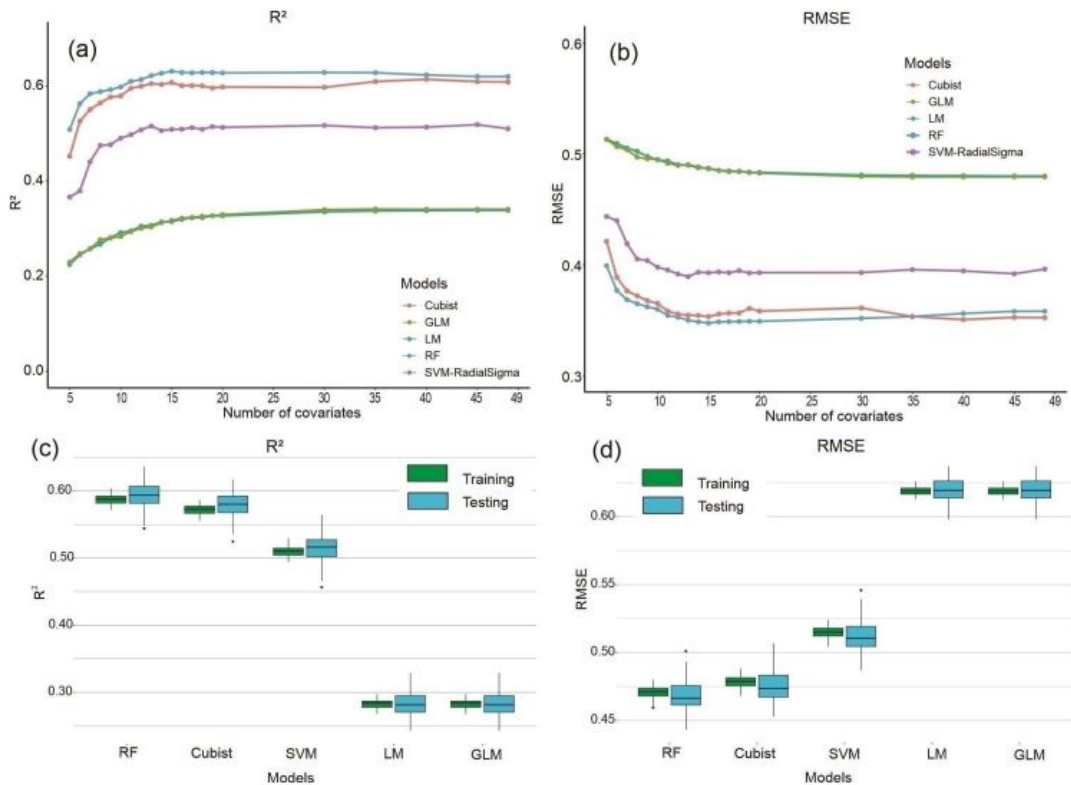 R²
(a)
0.6
0.4
0.2
0.0
R²
Models
Cubist
GLM
LM
RF
SVM-RadialSigma
5 10 15 20 25 30 35 40 45 49
Number of covariates
RMSE
(b)
0.6
0.5
0.4
0.3
RMSE
Models
Cubist
GLM
LM
RF
SVM-RadialSigma
5 10 15 20 25 30 35 40 45 49
Number of covariates
(c)
R²
Training
Testing
0.60
0.50
0.40
0.30
R²
RF Cubist SVM LM GLM
Models
(d)
RMSE
Training
Testing
0.60
0.55
0.50
0.45
RMSE
RF Cubist SVM LM GLM
Models